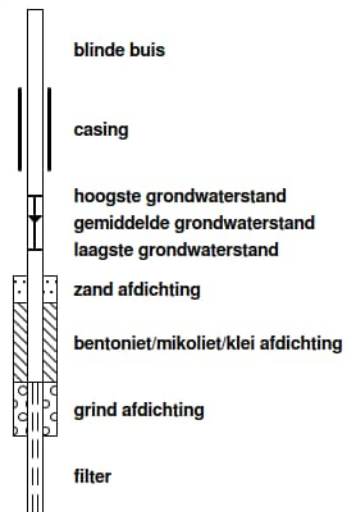 blinde buis
casing
hoogste grondwaterstand
gemiddelde grondwaterstand
laagste grondwaterstand
zand afdichting
bentoniet/mikoliet/klei afdichting
grind afdichting
filter